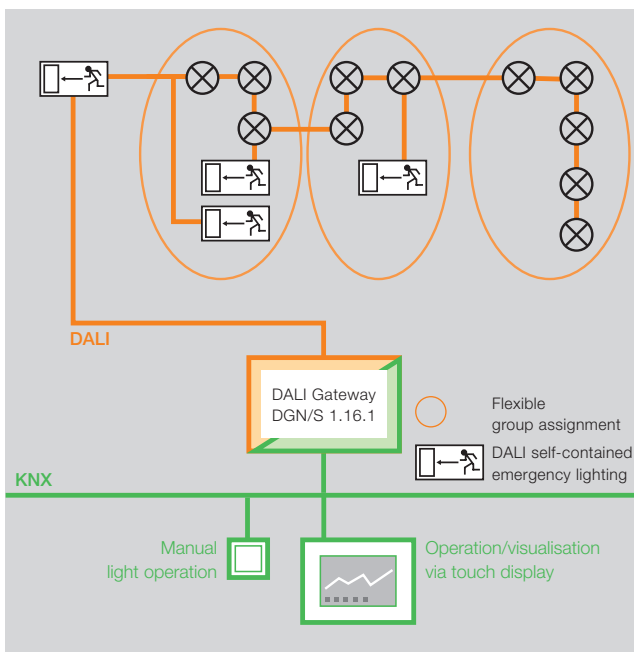 DALI
DALI Gateway
DGN/S 1.16.1
Flexible
group assignment
DALI self-contained
emergency lighting
KNX
Manual
light operation
Operation/visualisation
via touch display